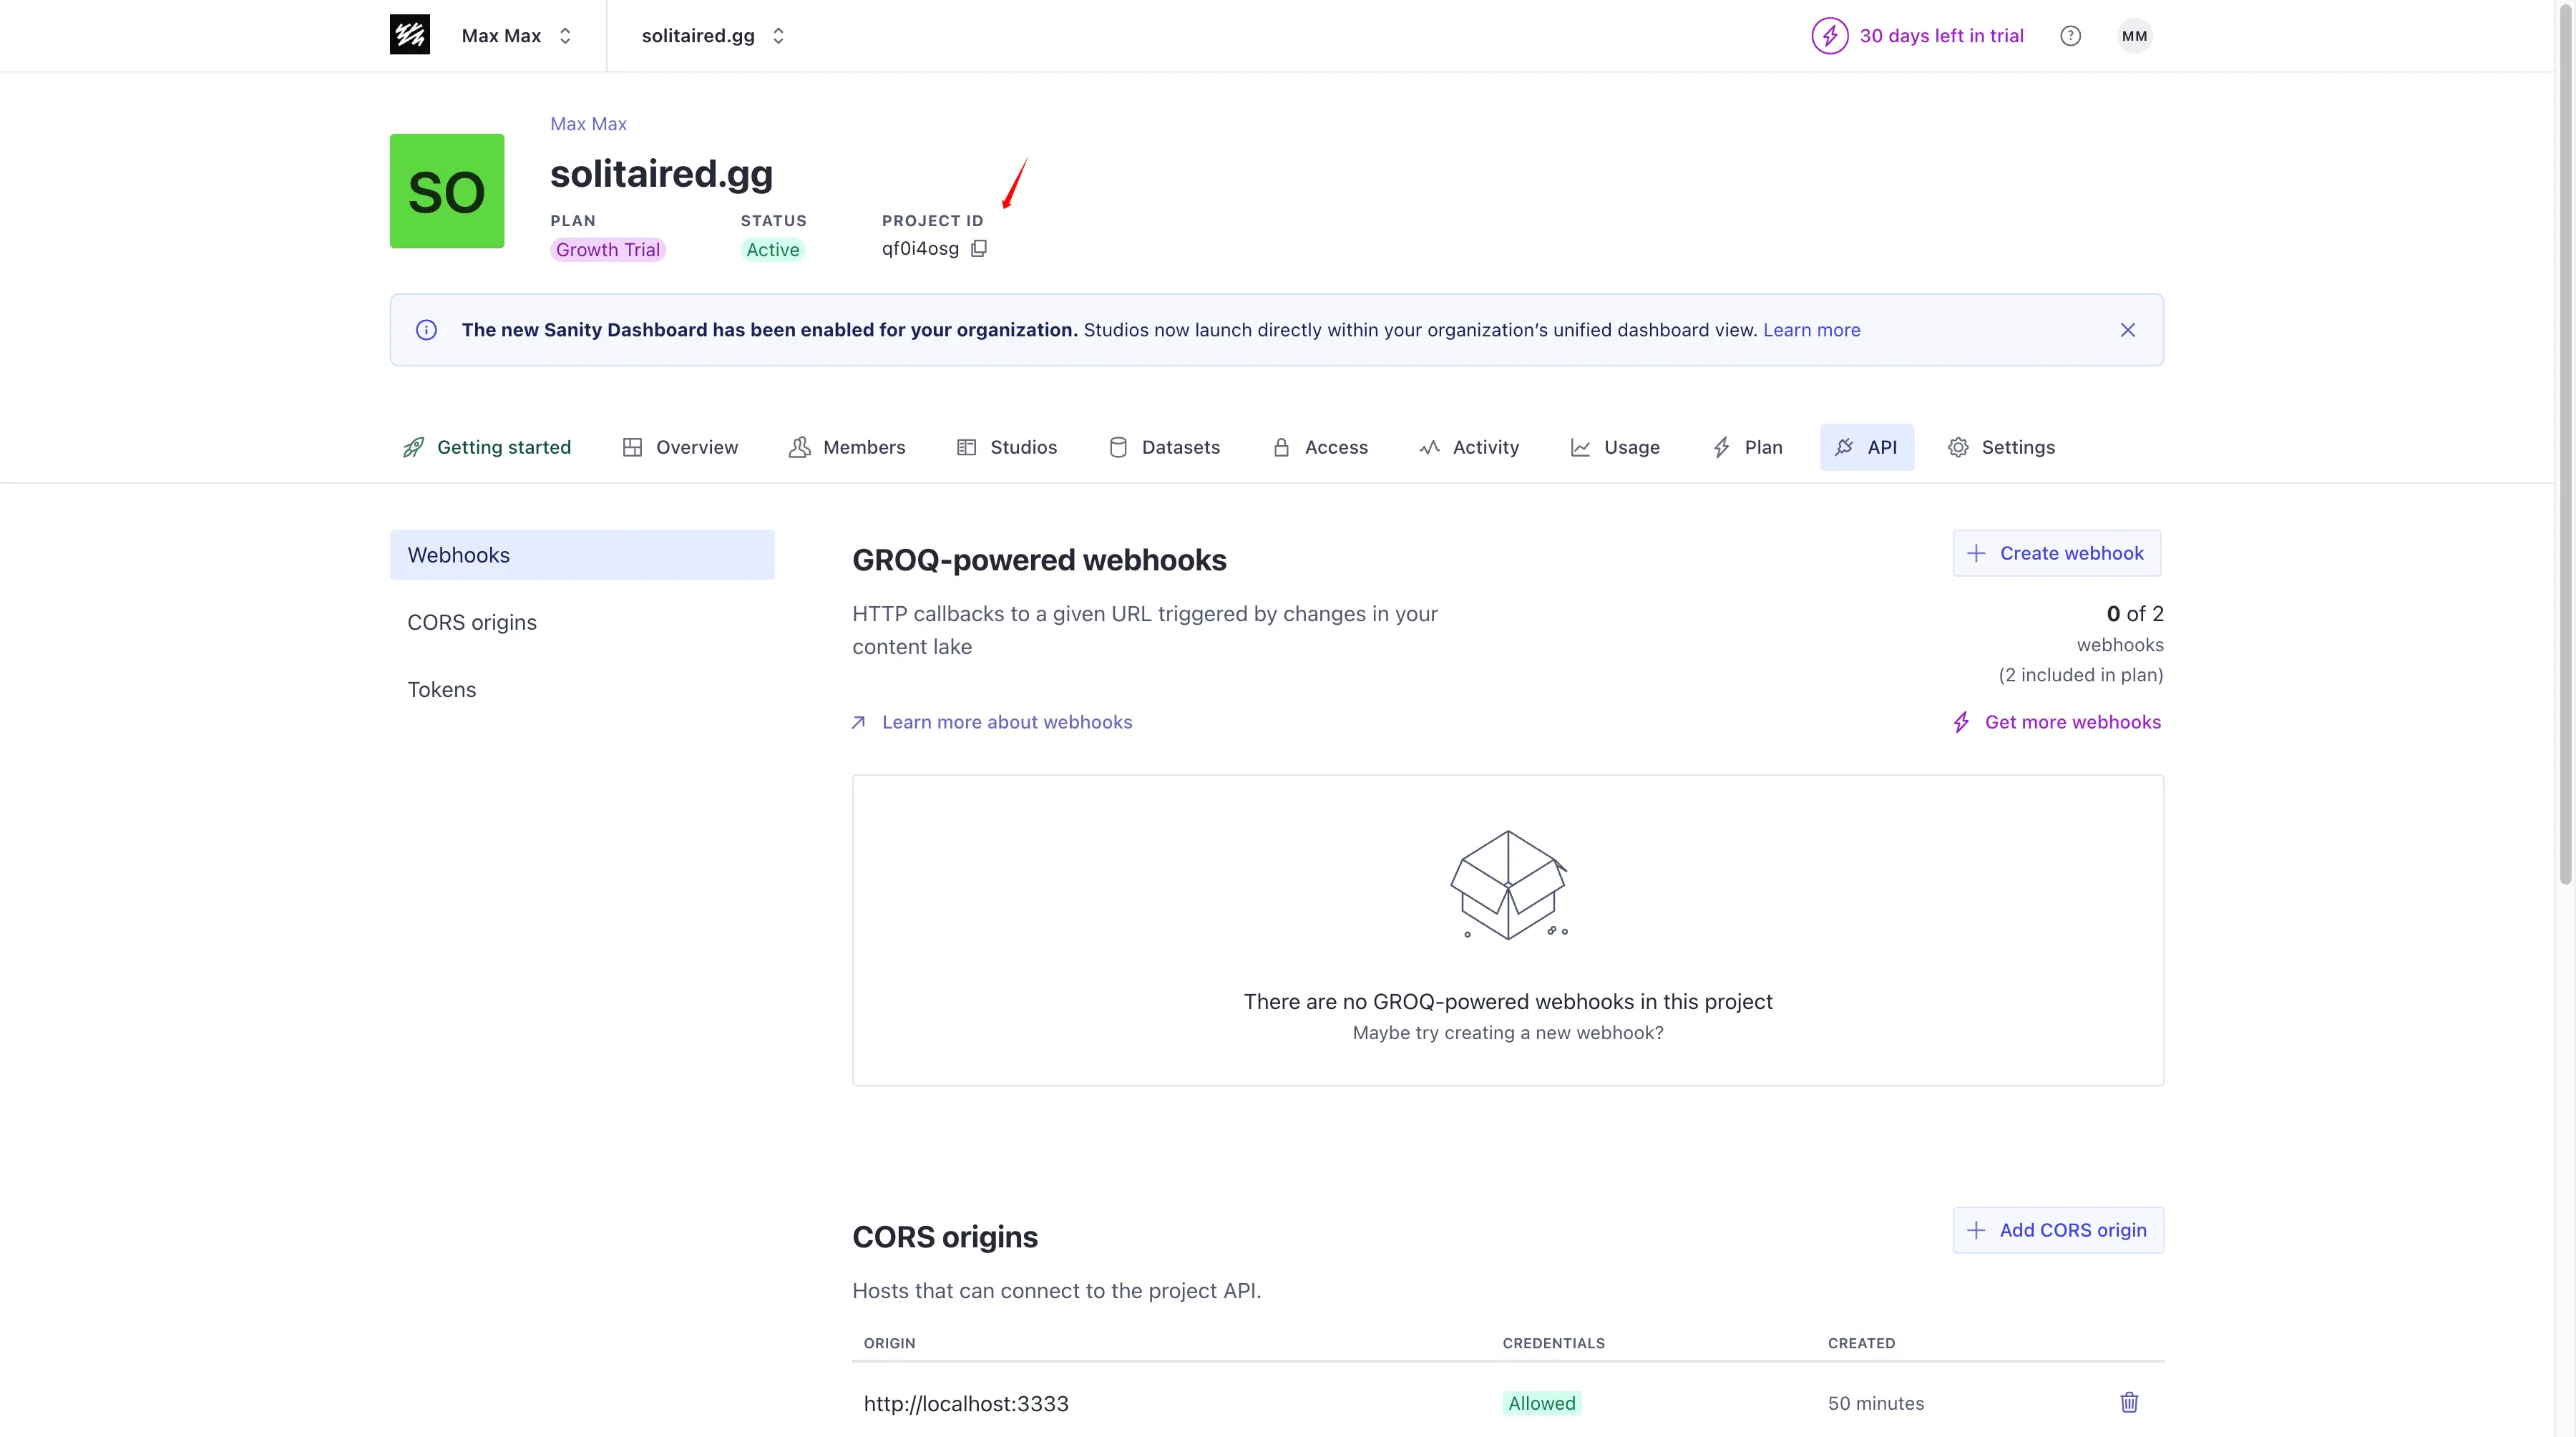 Max Max
solitaired.gg
30 days left in trial
MM
Max Max
SO
solitaired.gg
PLAN STATUS PROJECT ID
Growth Trial Active qf0i4osg
The new Sanity Dashboard has been enabled for your organization. Studios now launch directly within your organization’s unified dashboard view. Learn more
Getting started Overview Members Studios Datasets Access Activity Usage Plan API Settings
Webhooks
CORS origins
Tokens
GROQ-powered webhooks
Create webhook
HTTP callbacks to a given URL triggered by changes in your
content lake
0 of 2
webhooks
(2 included in plan)
Learn more about webhooks
Get more webhooks
There are no GROQ-powered webhooks in this project
Maybe try creating a new webhook?
CORS origins
Add CORS origin
Hosts that can connect to the project API.
ORIGIN CREDENTIALS CREATED
http://localhost:3333 Allowed 50 minutes